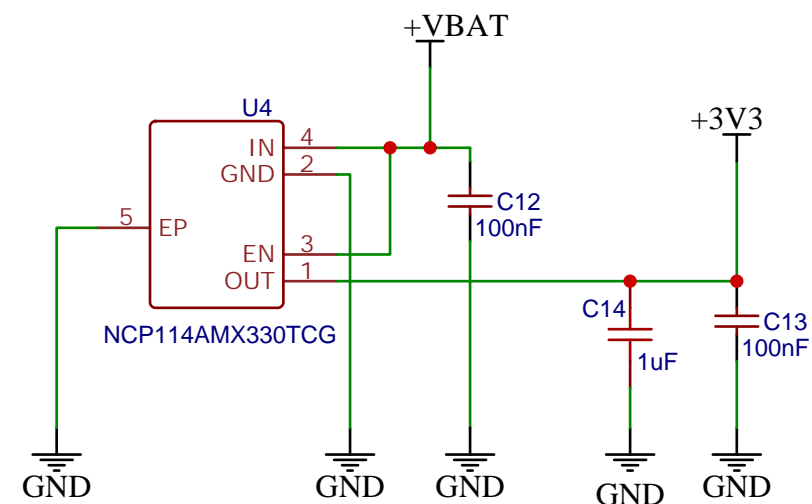 +VBAT
U4
+3V3
IN 4
GND 2
C12
5 EP
100nF
EN 3
OUT 1
C14
C13
NCP114AMX330TCG
100nF
1uF
GND
GND
GND
GND
GND